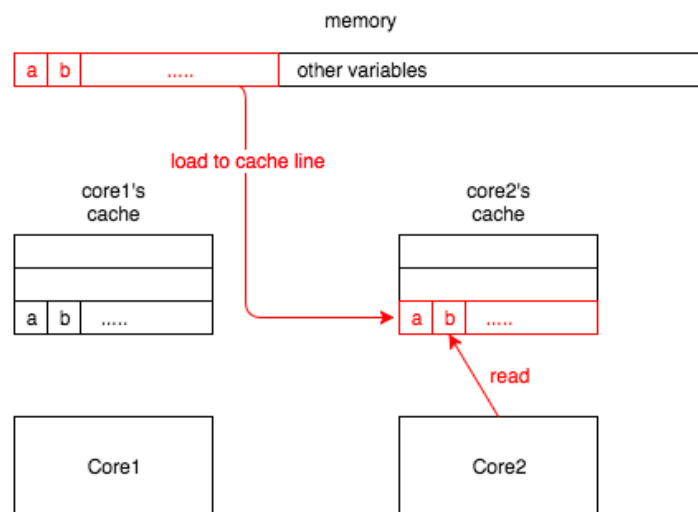 memory
a b ..... other variables
load to cache line
core1's
cache
core2's
cache
a b .....
a b .....
read
Core1
Core2